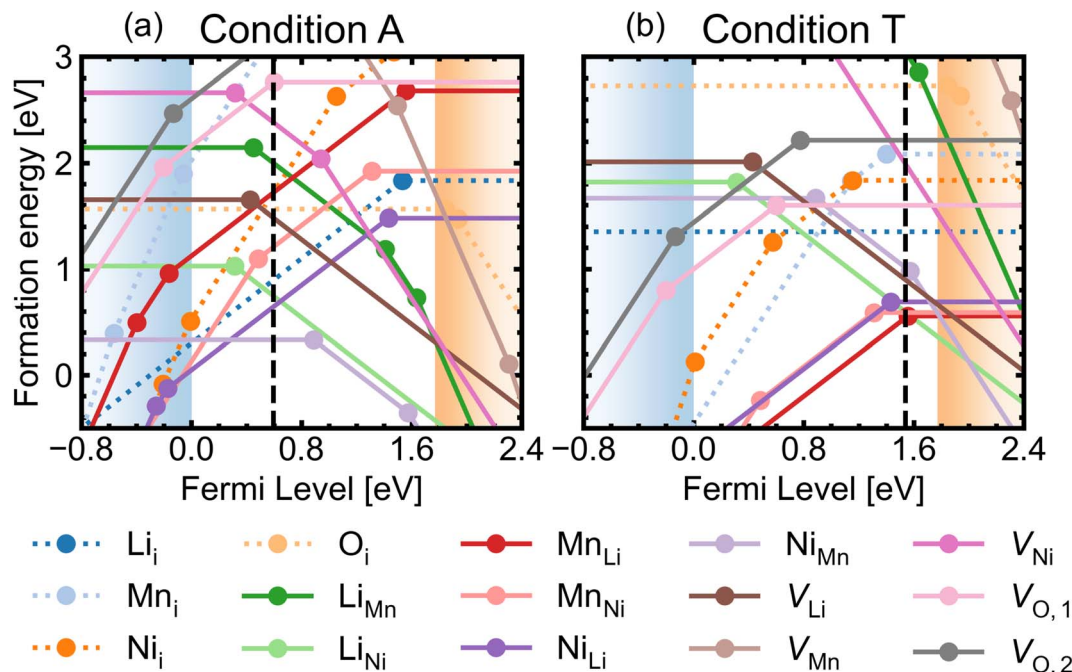 (a) Condition A
(b) Condition T
Formation energy [eV]
3
2
1
0
−0.8 0.0 0.8 1.6 2.4
Fermi Level [eV]
−0.8 0.0 0.8 1.6 2.4
Fermi Level [eV]
Li_i O_i Mn_Li Ni_Mn V_Ni
Mn_i Li_Mn Mn_Ni V_Li V_O,1
Ni_i Li_Ni Ni_Li V_Mn V_O,2